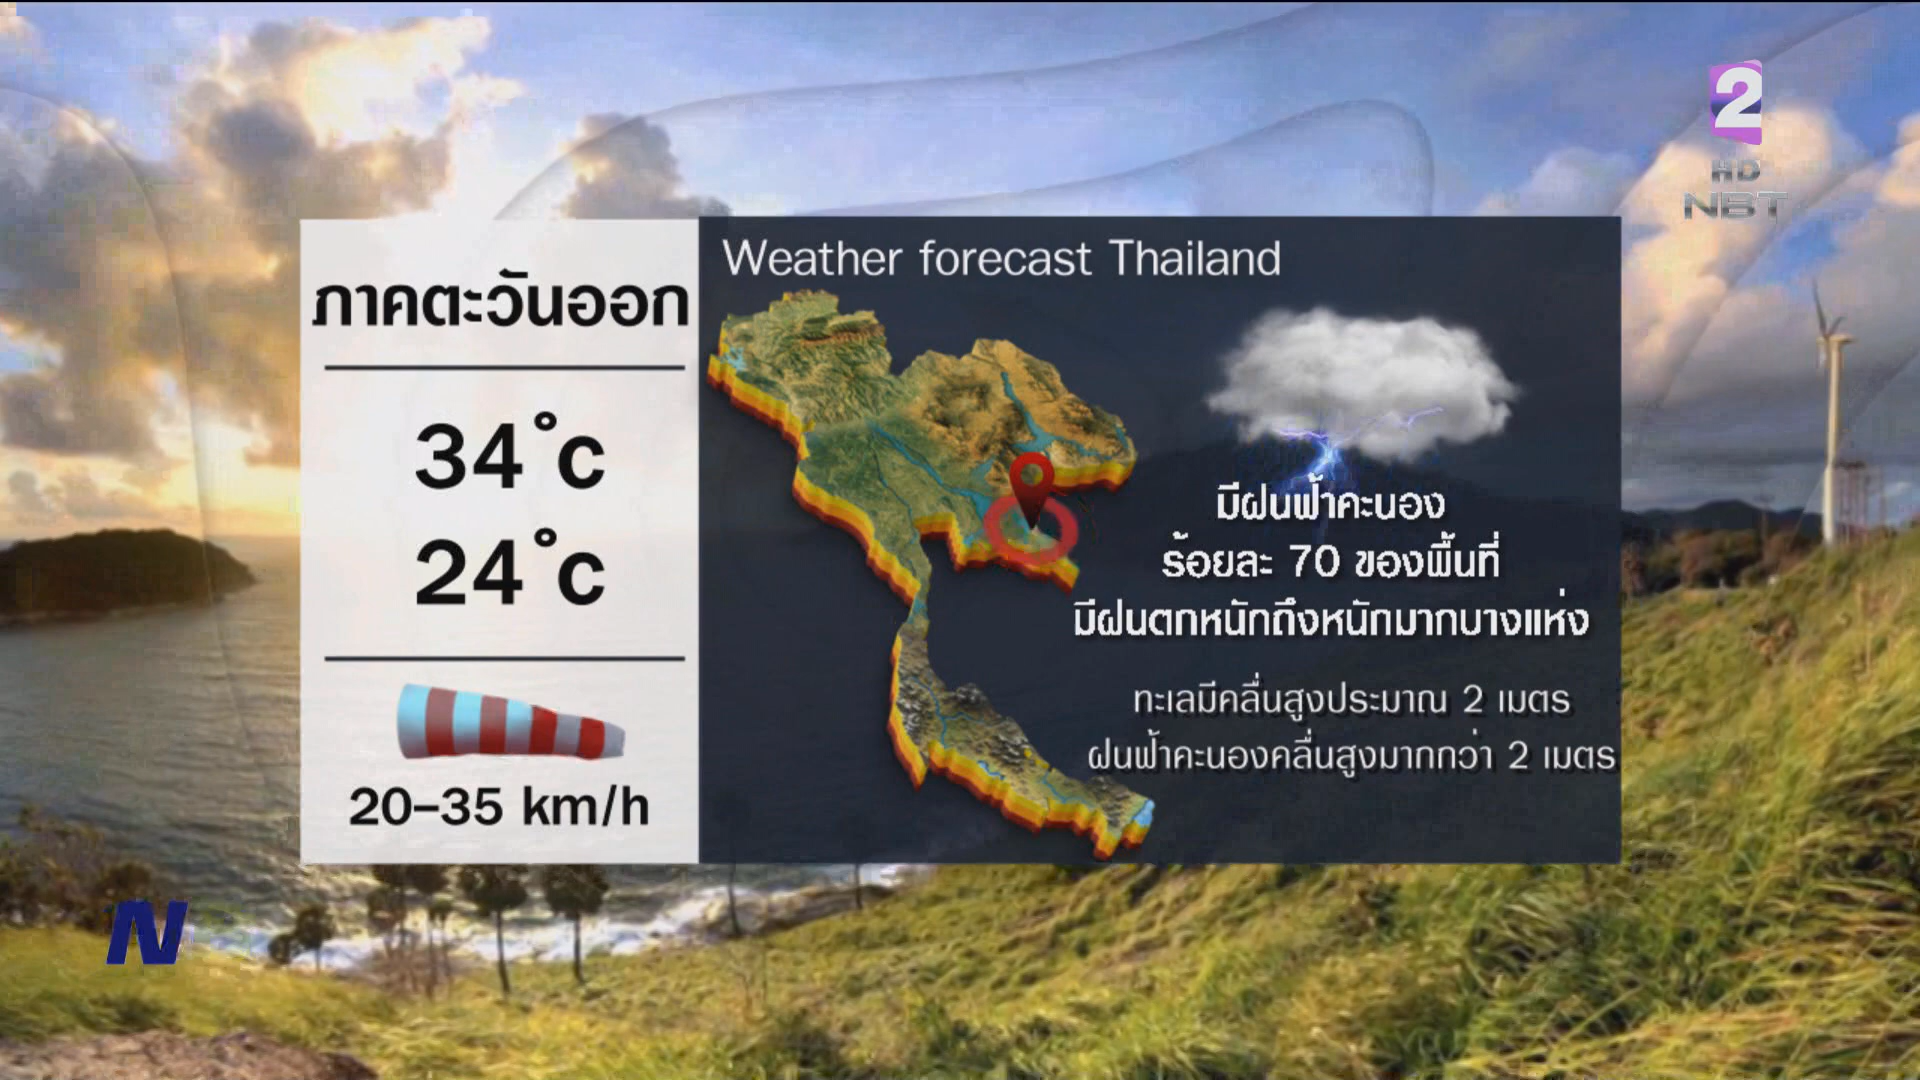 2
HD
NBT
Weather forecast Thailand
ภาคตะวันออก
34°c
24°c
20-35 km/h
มีฝนฟ้าคะนอง
ร้อยละ 70 ของพื้นที่
มีฝนตกหนักถึงหนักมากบางแห่ง
ทะเลมีคลื่นสูงประมาณ 2 เมตร
ฝนฟ้าคะนองคลื่นสูงมากกว่า 2 เมตร
N